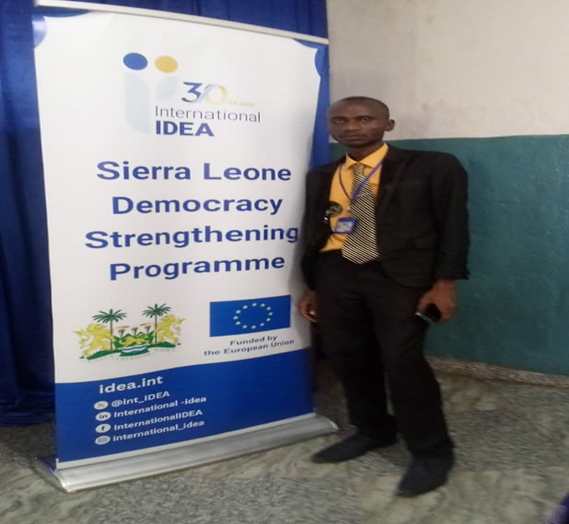 30 YEARS
International
IDEA
Sierra Leone
Democracy
Strengthening
Programme
Funded by
the European Union
idea.int
@int_IDEA
International -idea
InternationalIDEA
international_idea